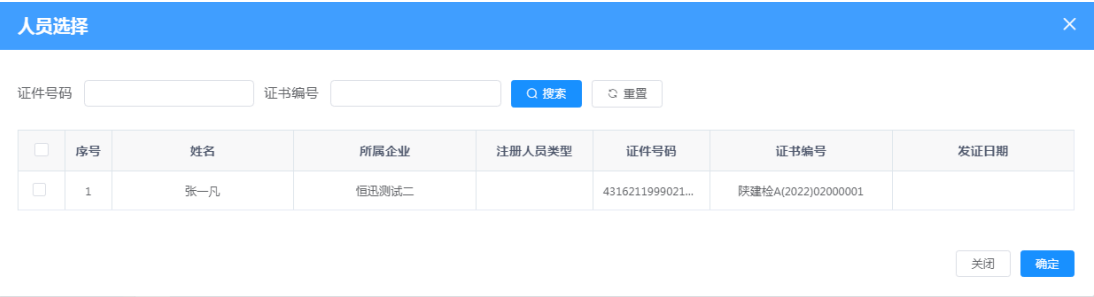 人员选择
证件号码 证书编号 搜索 重置
序号 姓名 所属企业 注册人员类型 证件号码 证书编号 发证日期
1 张一凡 恒迅测试二 4316211999021... 陕建检A(2022)02000001
关闭 确定